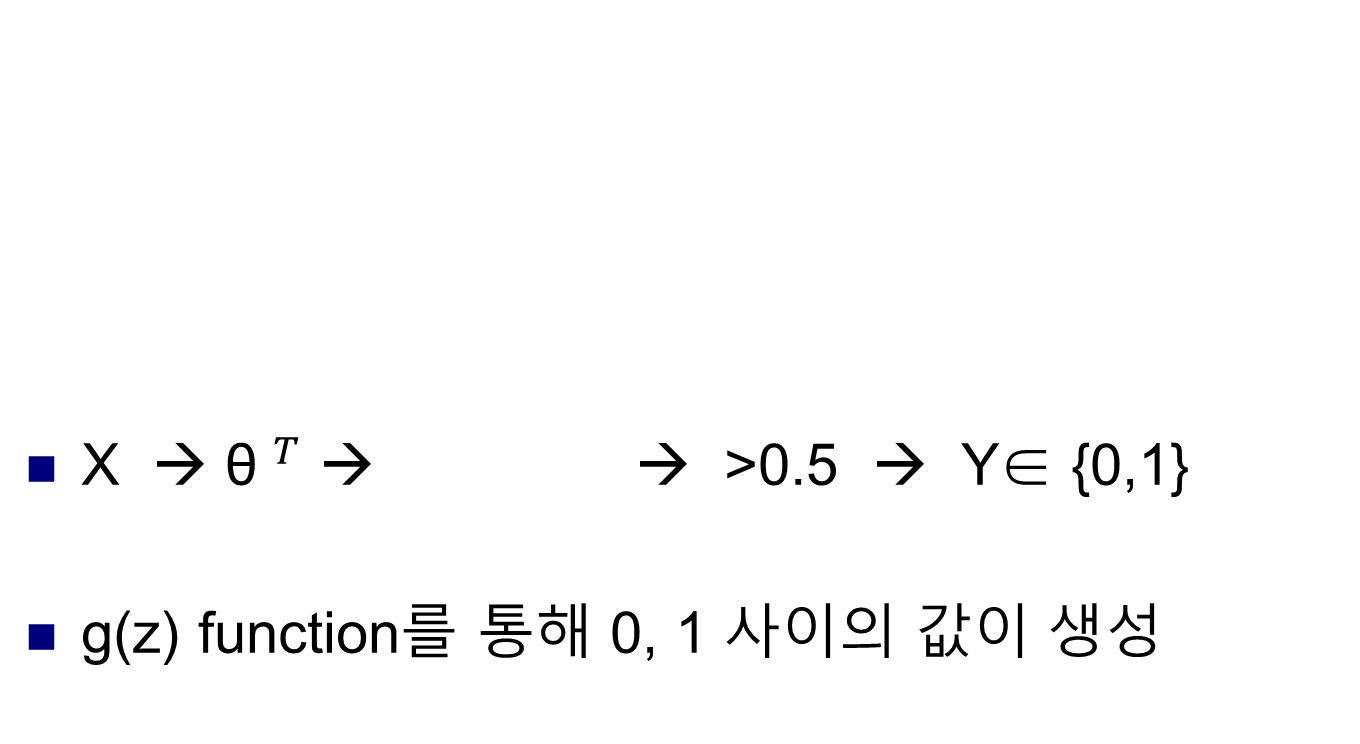 ■ X → θ^T → → >0.5 → Y∈ {0,1}
■ g(z) function를 통해 0, 1 사이의 값이 생성